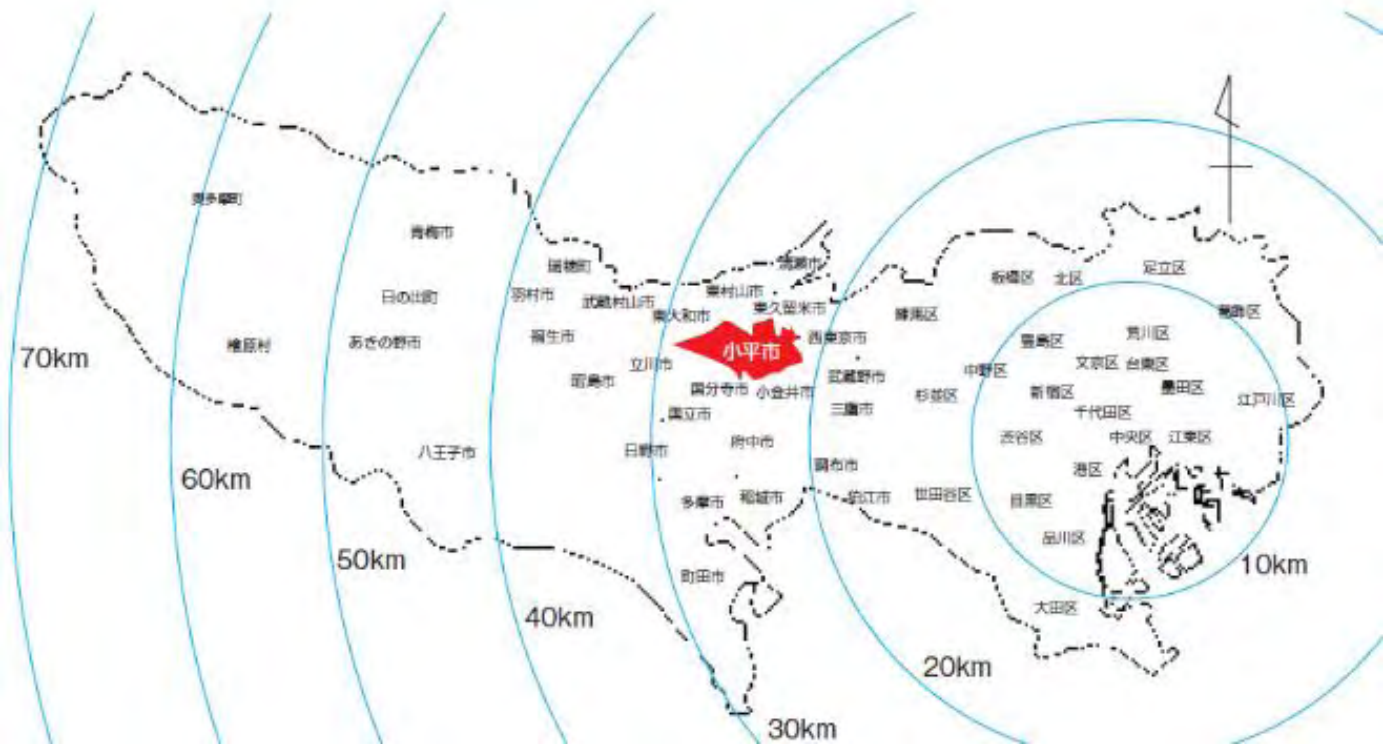 奥多摩町
青梅市
瑞穂町
清瀬市
足立区
板橋区
北区
東村山市
日の出町
羽村市
武蔵村山市
東久留米市
東大和市
練馬区
葛飾区
福生市
西東京市
豊島区
荒川区
檜原村
あきの野市
小平市
70km
立川市
文京区
台東区
中野区
昭島市
国分寺市
小金井市
武蔵野市
新宿区
墨田区
杉並区
江戸川区
国立市
三鷹市
千代田区
府中市
渋谷区
中央区
江東区
八王子市
日野市
調布市
港区
60km
多摩市
稲城市
狛江市
世田谷区
目黒区
品川区
50km
10km
町田市
大田区
40km
20km
30km